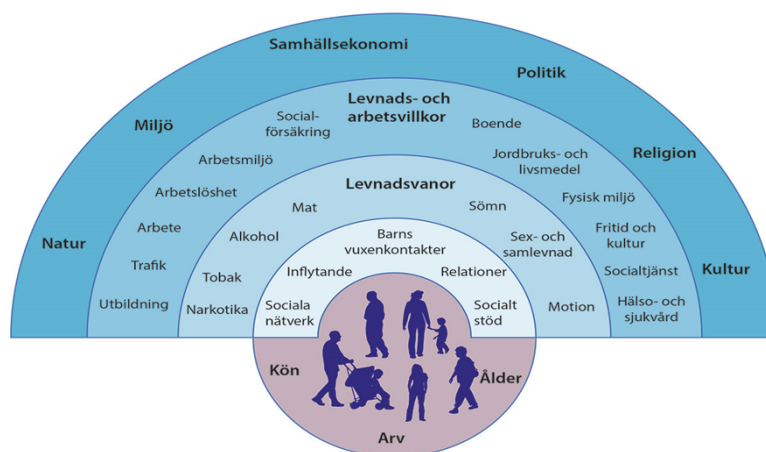 Samhällsekonomi
Politik
Miljö
Religion
Natur
Kultur
Levnads- och
arbetsvillkor
Social-
försäkring
Boende
Arbetsmiljö
Jordbruks- och
livsmedel
Arbetslöshet
Fysisk miljö
Arbete
Fritid och
kultur
Trafik
Socialtjänst
Utbildning
Hälso- och
sjukvård
Levnadsvanor
Mat
Sömn
Alkohol
Sex- och
samlevnad
Tobak
Narkotika
Motion
Barns
vuxenkontakter
Inflytande
Relationer
Sociala
nätverk
Socialt
stöd
Kön
Ålder
Arv